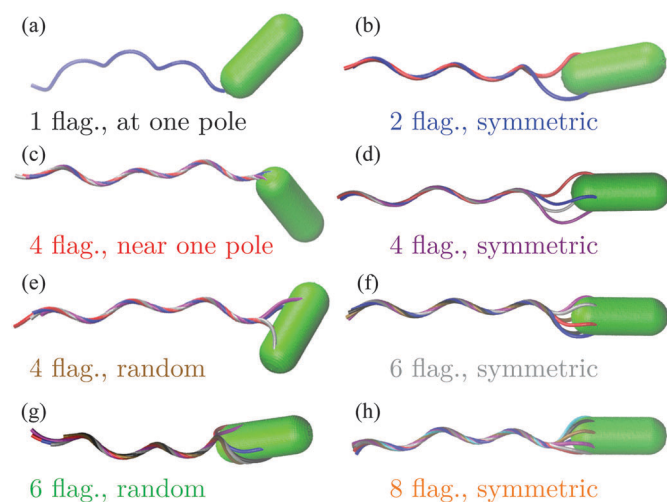 (a)
1 flag., at one pole
(b)
2 flag., symmetric
(c)
4 flag., near one pole
(d)
4 flag., symmetric
(e)
4 flag., random
(f)
6 flag., symmetric
(g)
6 flag., random
(h)
8 flag., symmetric